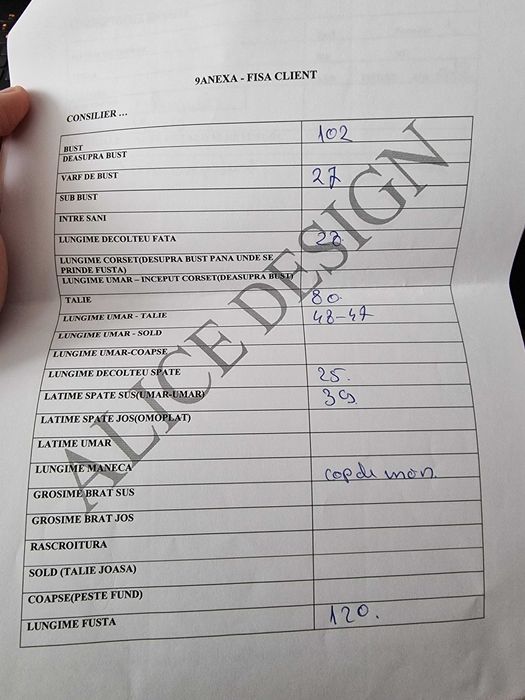 9ANEXA - FISA CLIENT
CONSILIER ...
BUST 102
DEASUPRA BUST
VARF DE BUST 27
SUB BUST
INTRE SANI
LUNGIME DECOLTEU FATA 28.
LUNGIME CORSET(DESUPRA BUST PANA UNDE SE
PRINDE FUSTA)
LUNGIME UMAR – INCEPUT CORSET(DEASUPRA BUST)
TALIE 80.
LUNGIME UMAR - TALIE 48-47
LUNGIME UMAR - SOLD
LUNGIME UMAR-COAPSE
LUNGIME DECOLTEU SPATE 25.
LATIME SPATE SUS(UMAR-UMAR) 39.
LATIME SPATE JOS(OMOPLAT)
LATIME UMAR
LUNGIME MANECA cap de man.
GROSIME BRAT SUS
GROSIME BRAT JOS
RASCROITURA
SOLD (TALIE JOASA)
COAPSE(PESTE FUND)
LUNGIME FUSTA 120.
ALICE DESIGN